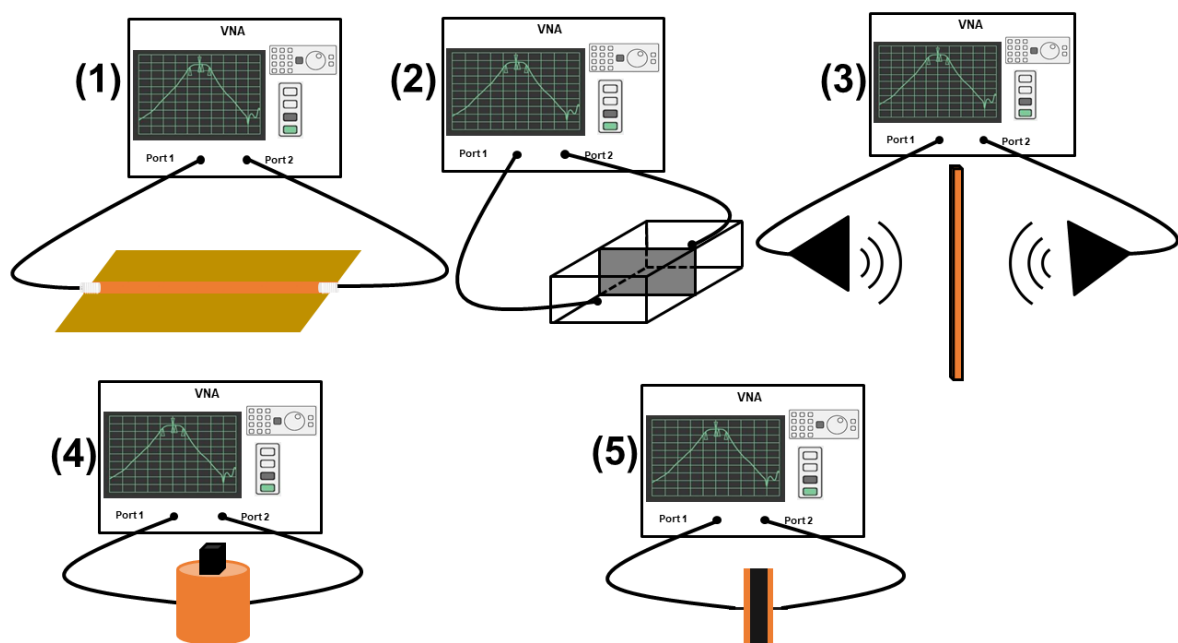 VNA
(1)
Port 1 Port 2
VNA
(2)
Port 1 Port 2
VNA
(3)
Port 1 Port 2
VNA
(4)
Port 1 Port 2
VNA
(5)
Port 1 Port 2